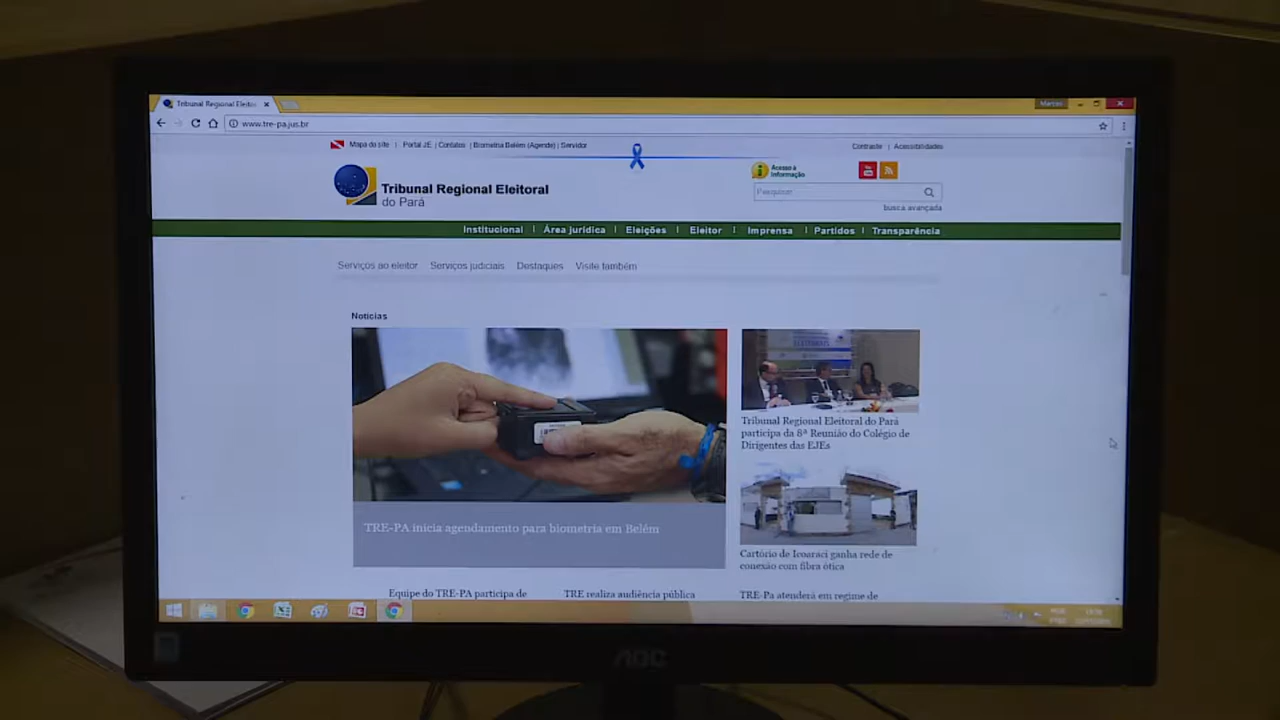 Tribunal Regional Eleitor
Marcos
www.tre-pa.jus.br
Mapa do site | Portal JE | Contatos | Biometria Belém (Agende) | Servidor
Contraste | Acessibilidades
Acesso à
Informação
Tribunal Regional Eleitoral
do Pará
Pesquisar
busca avançada
Institucional | Área jurídica | Eleições | Eleitor | Imprensa | Partidos | Transparência
Serviços ao eleitor Serviços judiciais Destaques Visite também
Notícias
TRE-PA inicia agendamento para biometria em Belém
Tribunal Regional Eleitoral do Pará
participa da 8ª Reunião do Colégio de
Dirigentes das EJEs
Cartório de Icoaraci ganha rede de
conexão com fibra ótica
Equipe do TRE-PA participa de
TRE realiza audiência pública
TRE-Pa atenderá em regime de
AOC